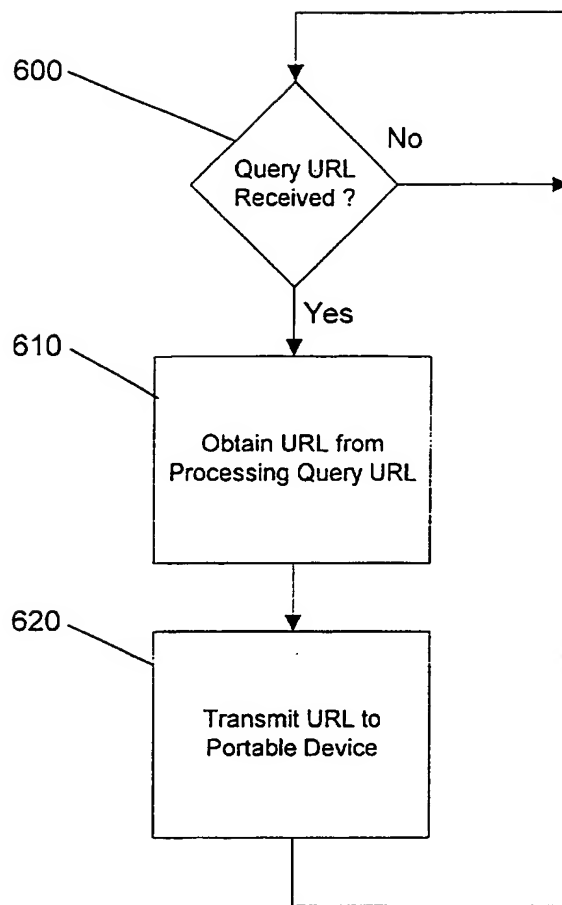 600
No
Query URL
Received ?
Yes
610
Obtain URL from
Processing Query URL
620
Transmit URL to
Portable Device